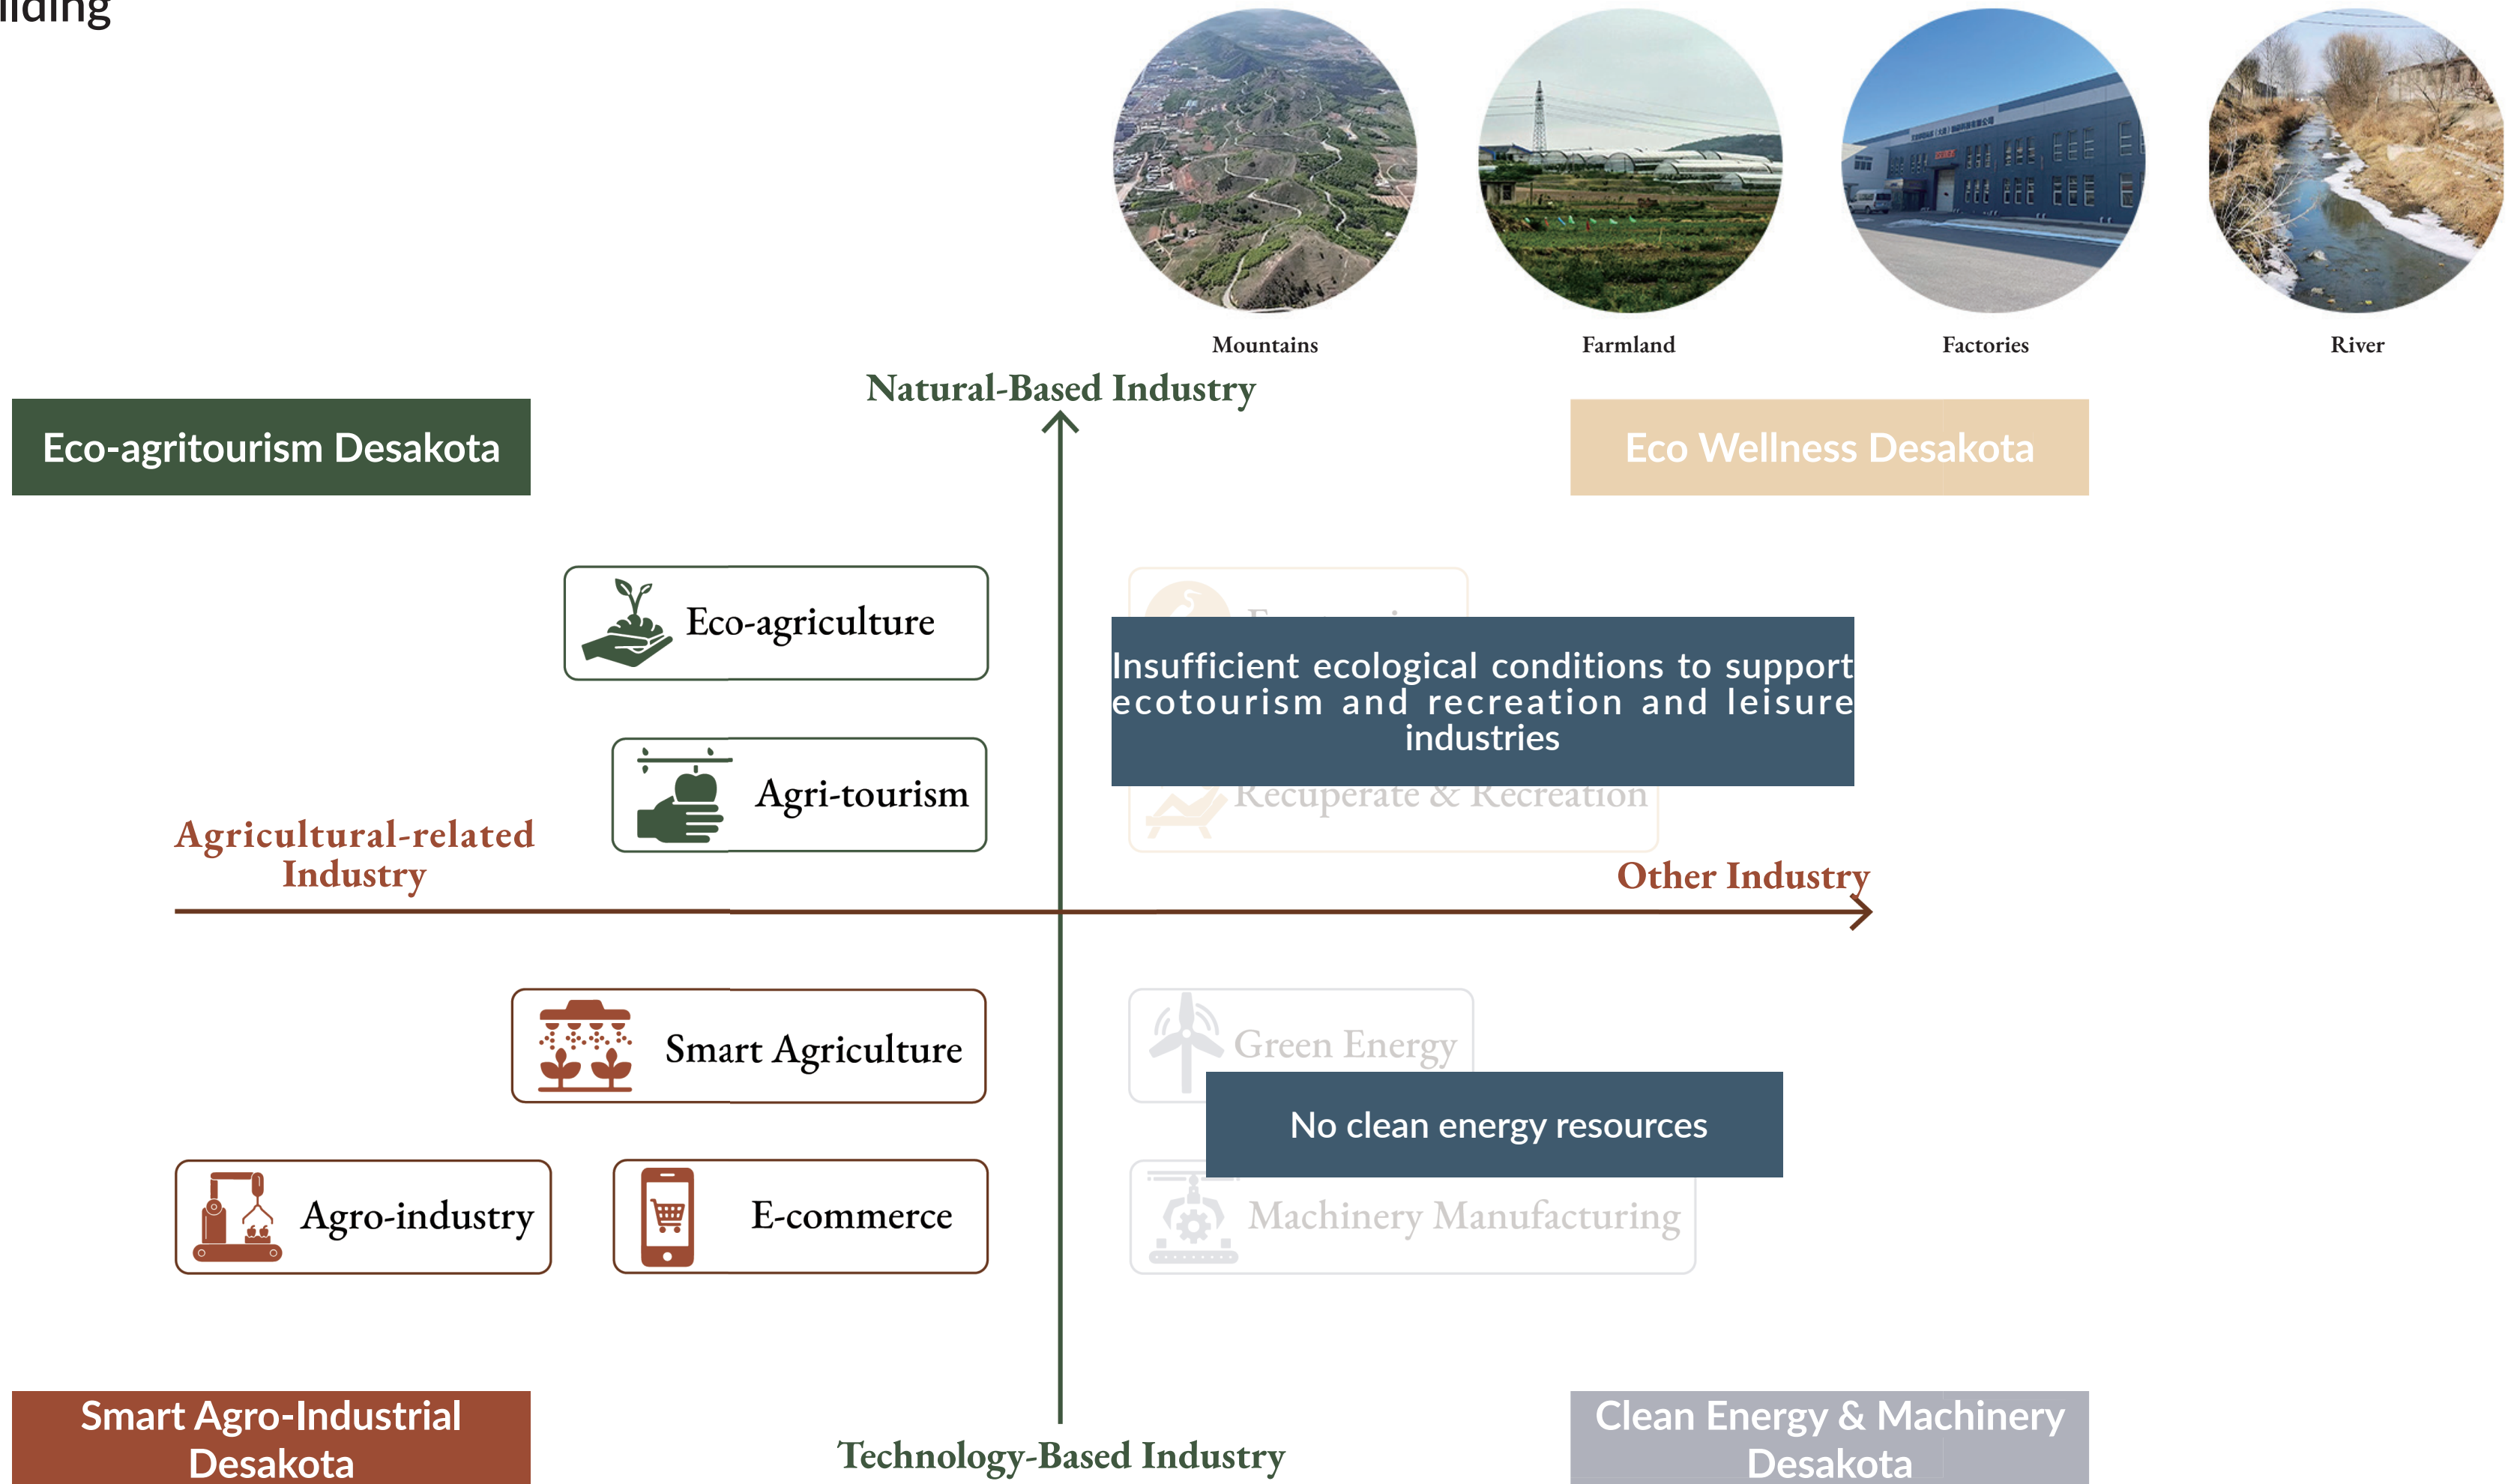 Mountains
Farmland
Factories
River
Natural-Based Industry
Eco-agritourism Desakota
Eco Wellness Desakota
Eco-agriculture
Insufficient ecological conditions to support
ecotourism and recreation and leisure
industries
Agri-tourism
Recuperate & Recreation
Agricultural-related
Industry
Other Industry
Smart Agriculture
Green Energy
No clean energy resources
Agro-industry
E-commerce
Machinery Manufacturing
Smart Agro-Industrial
Desakota
Clean Energy & Machinery
Desakota
Technology-Based Industry